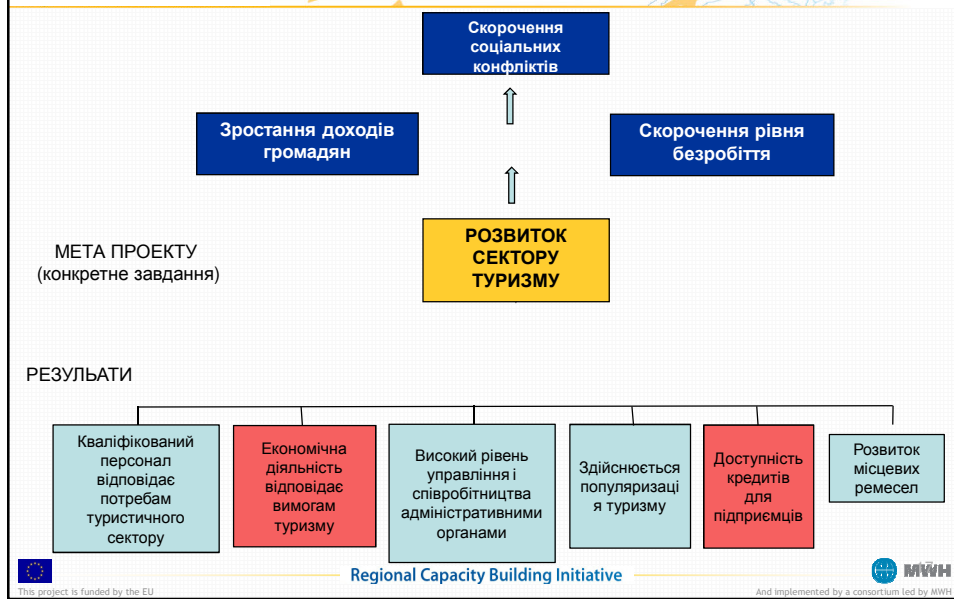 Скорочення
соціальних
конфліктів
Зростання доходів
громадян
Скорочення рівня
безробіття
МЕТА ПРОЕКТУ
(конкретне завдання)
РОЗВИТОК
СЕКТОРУ
ТУРИЗМУ
РЕЗУЛЬАТИ
Кваліфікований
персонал
відповідає
потребам
туристичного
сектору
Економічна
діяльність
відповідає
вимогам
туризму
Високий рівень
управління і
співробітництва
адміністративними
органами
Здійснюється
популяризаці
я туризму
Доступність
кредитів
для
підприємців
Розвиток
місцевих
ремесел
Regional Capacity Building Initiative
MWH
This project is funded by the EU
And implemented by a consortium led by MWH